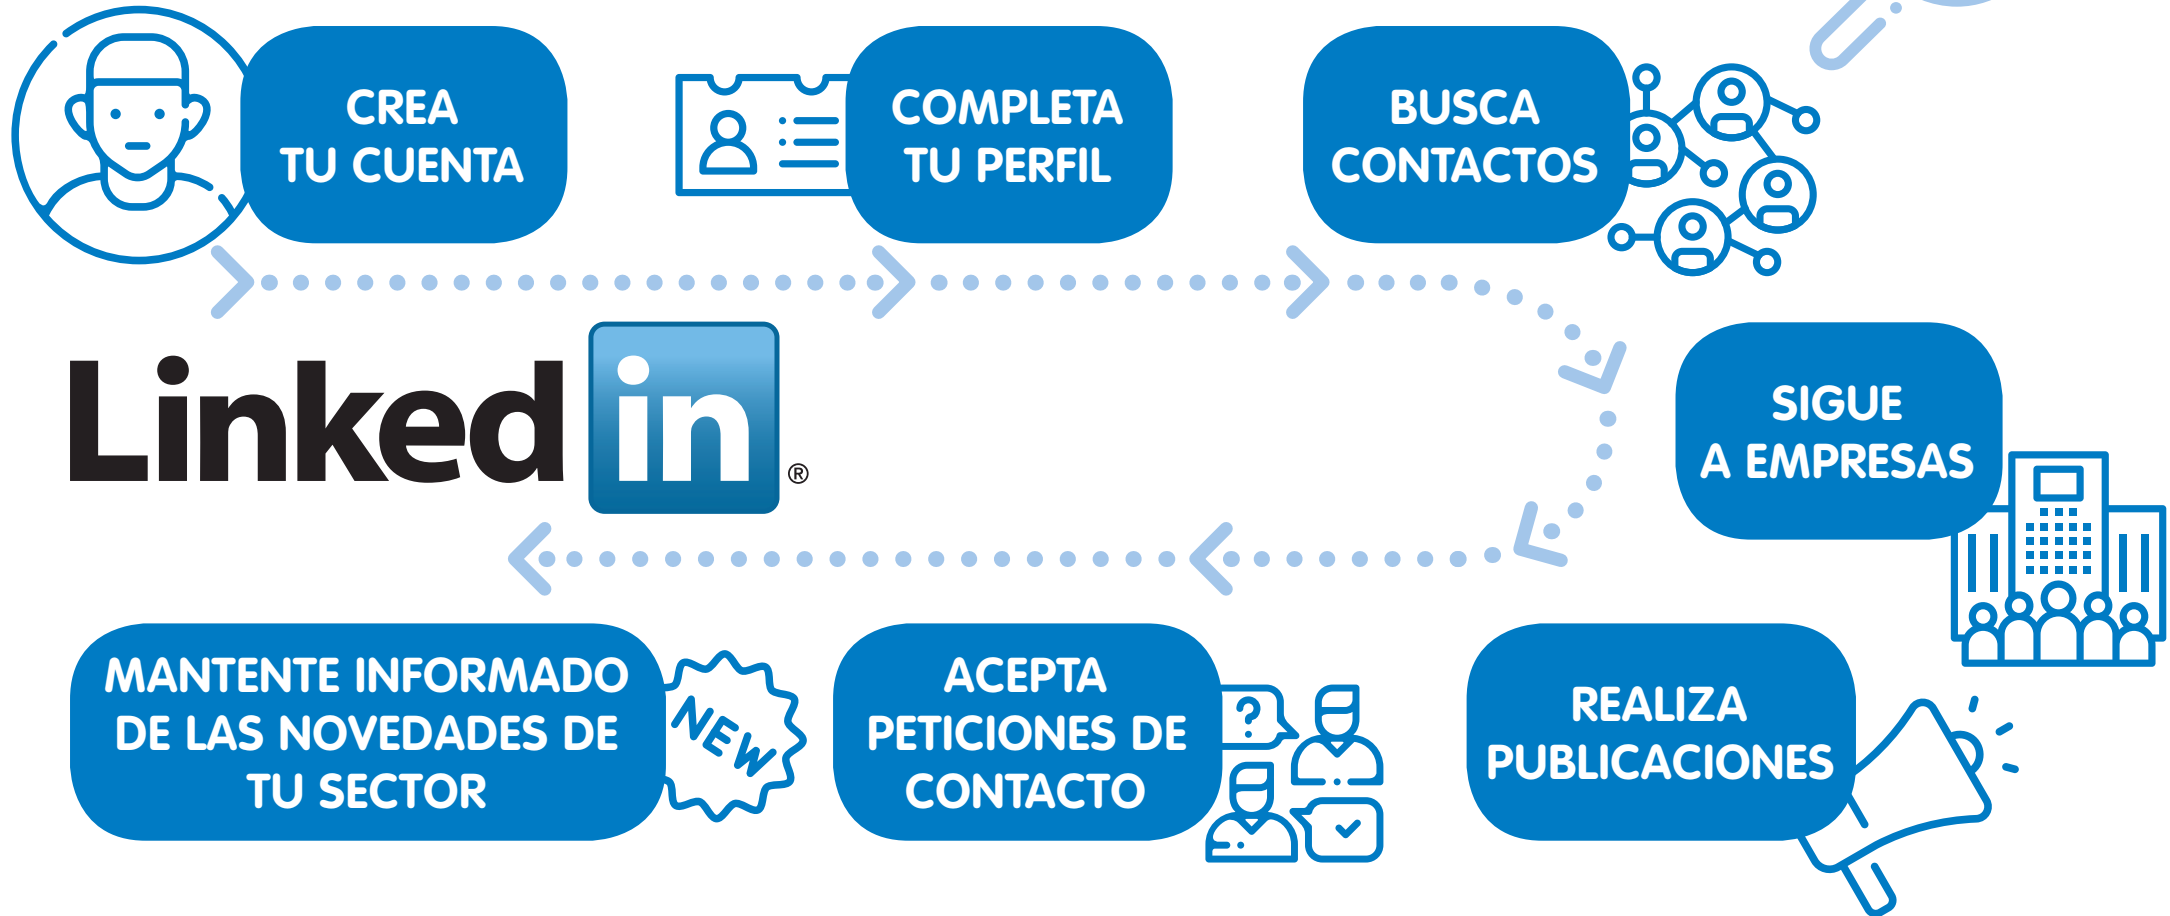 CREA
TU CUENTA
COMPLETA
TU PERFIL
BUSCA
CONTACTOS
Linked in ®
SIGUE
A EMPRESAS
MANTENTE INFORMADO
DE LAS NOVEDADES DE
TU SECTOR
NEW
ACEPTA
PETICIONES DE
CONTACTO
?
REALIZA
PUBLICACIONES